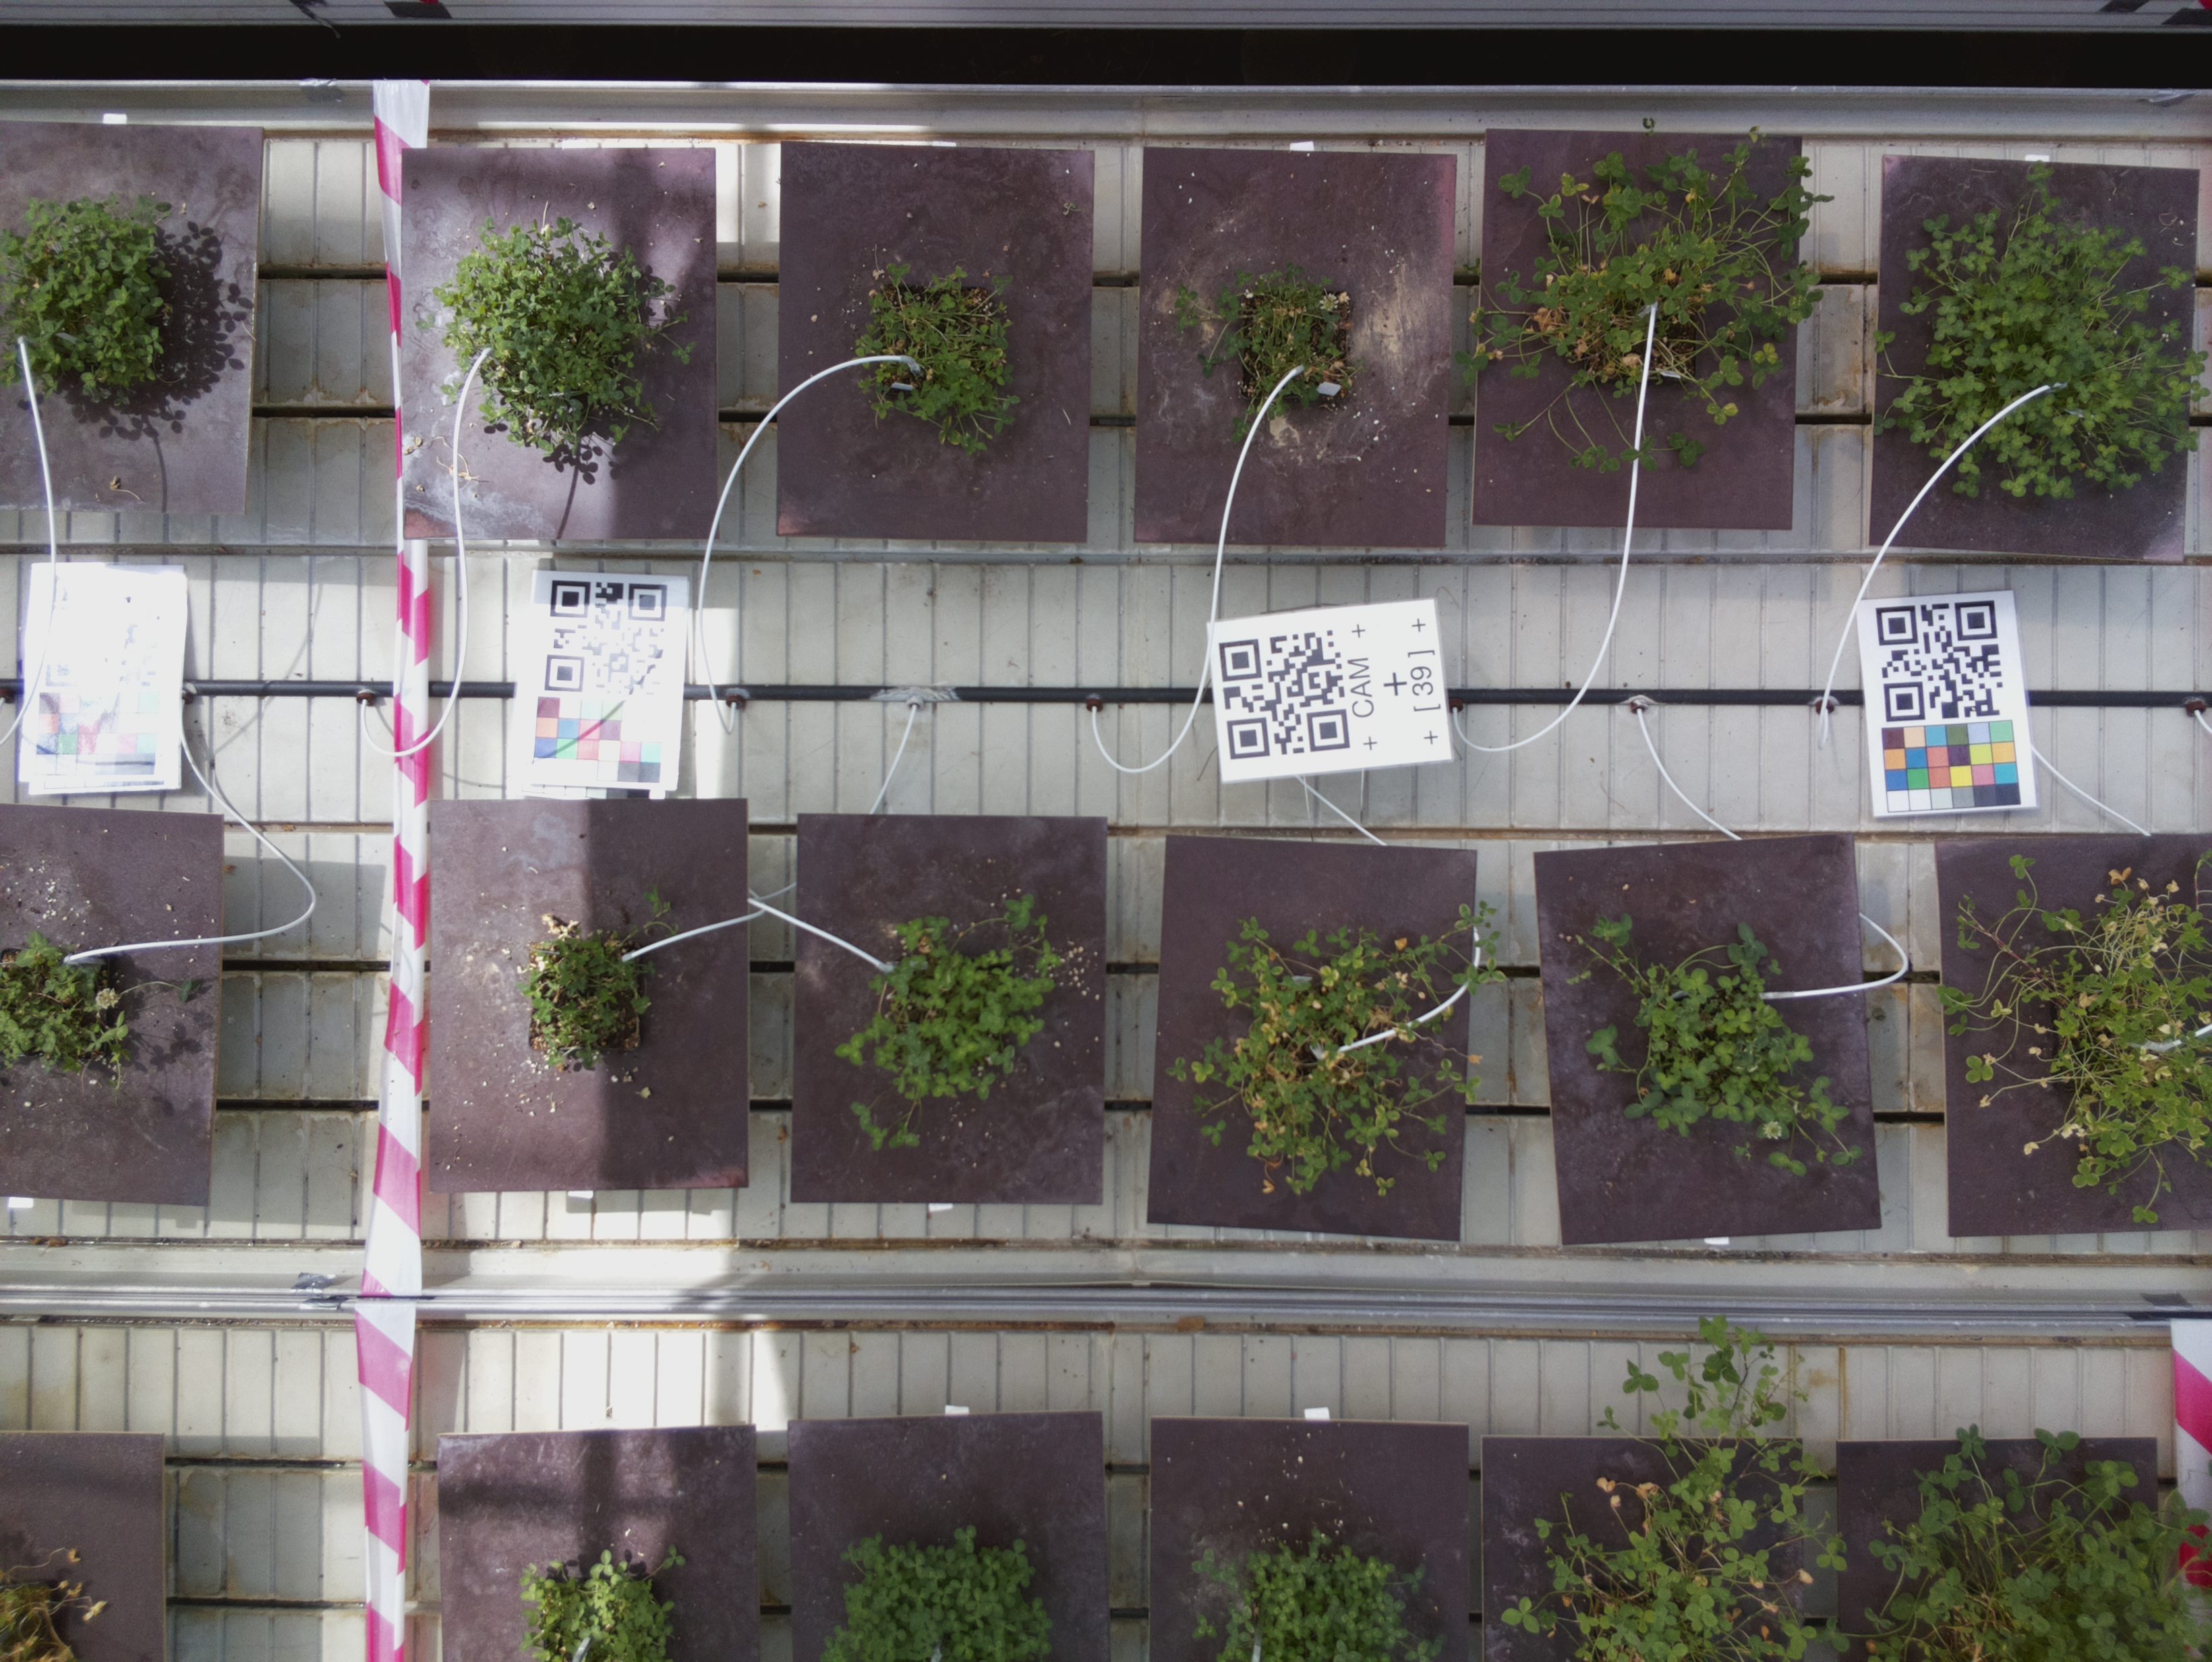 + CAM +
+
+ [ 39 ] +